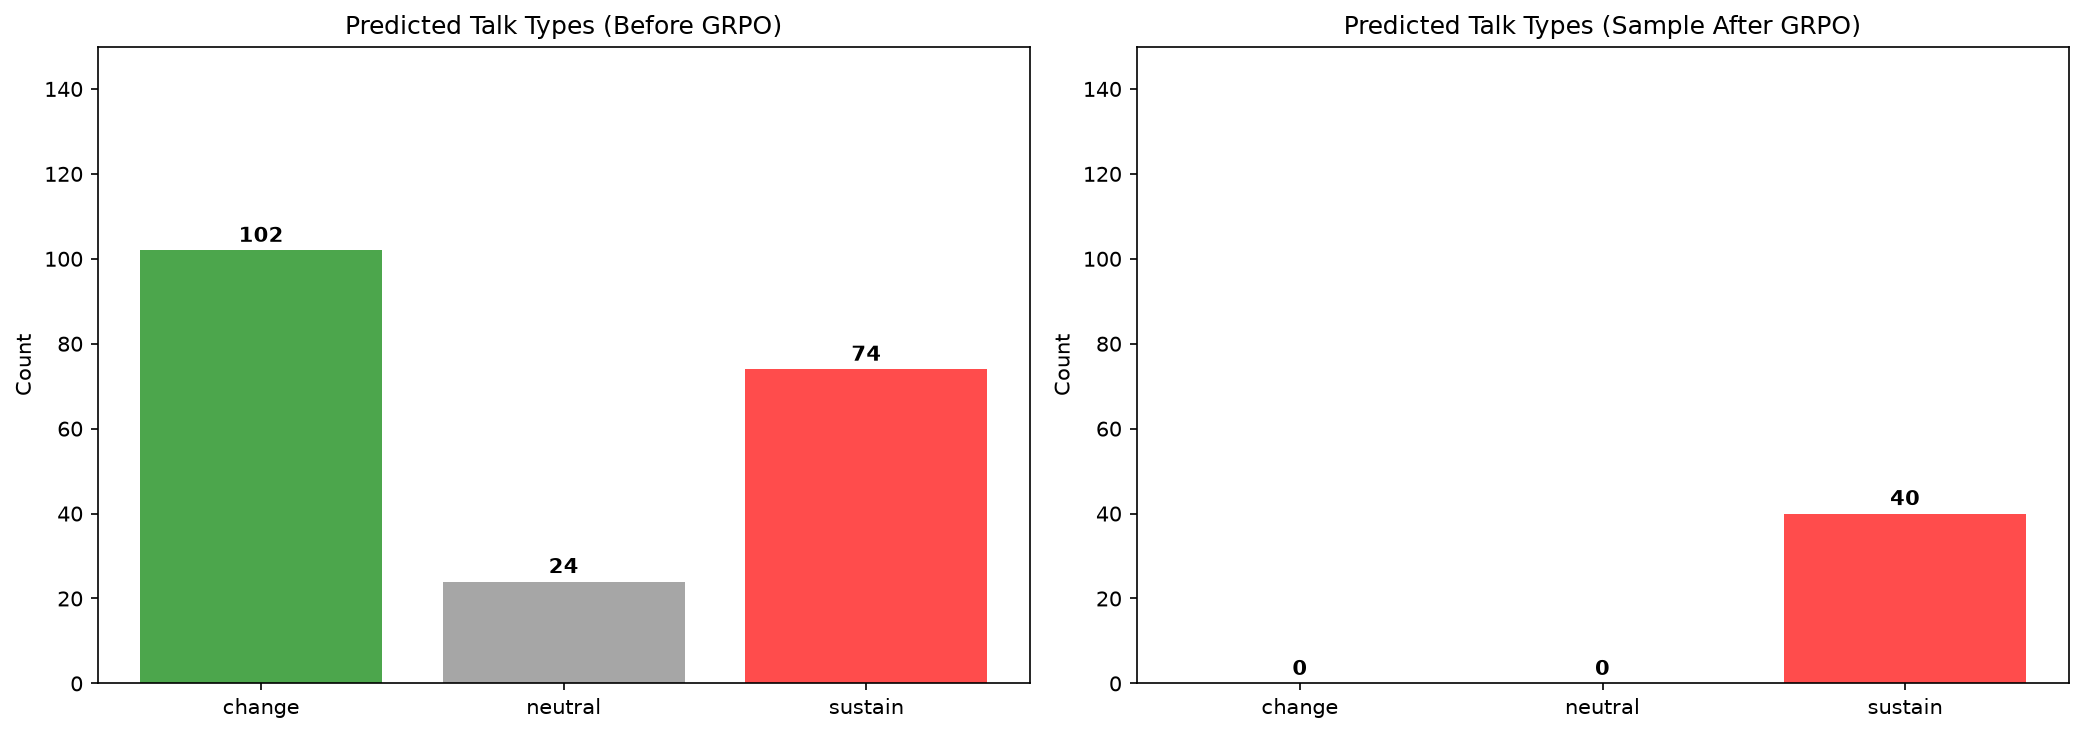 Predicted Talk Types (Before GRPO)
140
120
100
80
60
40
20
0
Count
102
24
74
change
neutral
sustain
Predicted Talk Types (Sample After GRPO)
140
120
100
80
60
40
20
0
Count
0
0
40
change
neutral
sustain